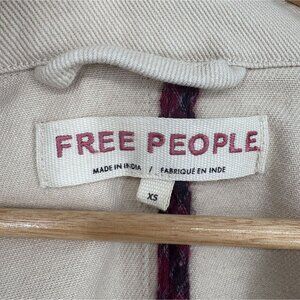 FREE PEOPLE
MADE IN INDIA / FABRIQUÉ EN INDE
XS